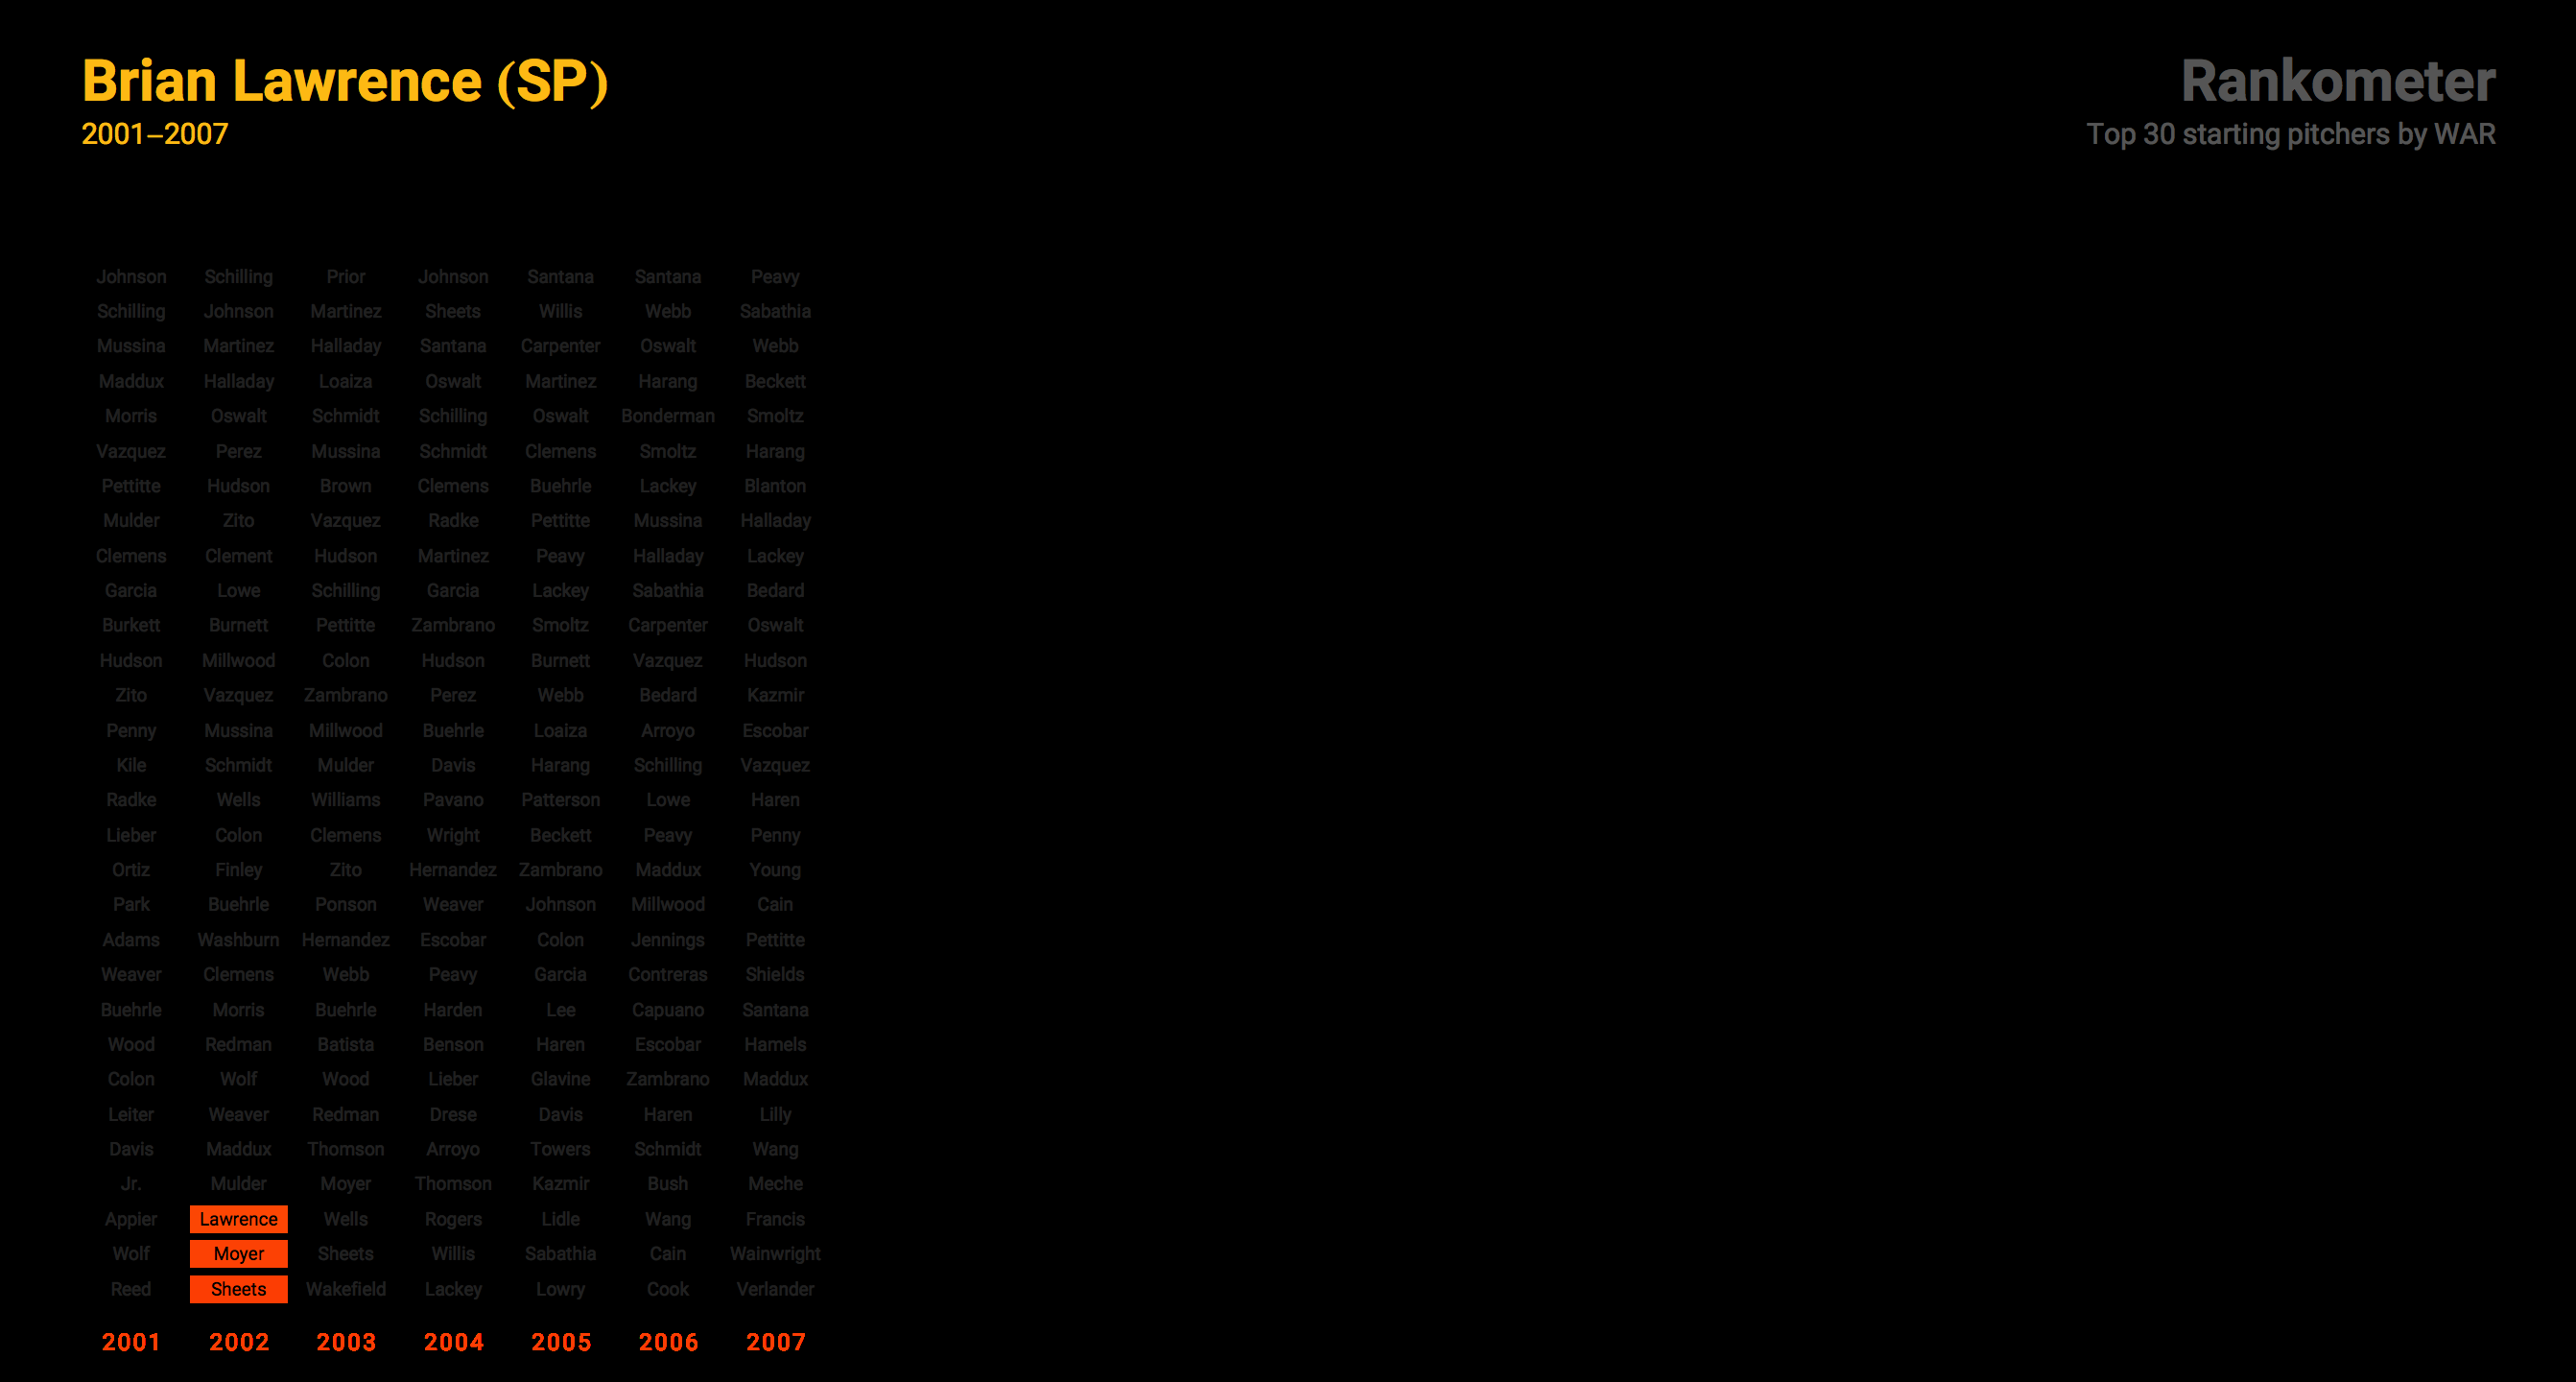 Brian Lawrence (SP)
2001–2007
Rankometer
Top 30 starting pitchers by WAR
Johnson Schilling Prior Johnson Santana Santana Peavy
Schilling Johnson Martinez Sheets Willis Webb Sabathia
Mussina Martinez Halladay Santana Carpenter Oswalt Webb
Maddux Halladay Loaiza Oswalt Martinez Harang Beckett
Morris Oswalt Schmidt Schilling Oswalt Bonderman Smoltz
Vazquez Perez Mussina Schmidt Clemens Smoltz Harang
Pettitte Hudson Brown Clemens Buehrle Lackey Blanton
Mulder Zito Vazquez Radke Pettitte Mussina Halladay
Clemens Clement Hudson Martinez Peavy Halladay Lackey
Garcia Lowe Schilling Garcia Lackey Sabathia Bedard
Burkett Burnett Pettitte Zambrano Smoltz Carpenter Oswalt
Hudson Millwood Colon Hudson Burnett Vazquez Hudson
Zito Vazquez Zambrano Perez Webb Bedard Kazmir
Penny Mussina Millwood Buehrle Loaiza Arroyo Escobar
Kile Schmidt Mulder Davis Harang Schilling Vazquez
Radke Wells Williams Pavano Patterson Lowe Haren
Lieber Colon Clemens Wright Beckett Peavy Penny
Ortiz Finley Zito Hernandez Zambrano Maddux Young
Park Buehrle Ponson Weaver Johnson Millwood Cain
Adams Washburn Hernandez Escobar Colon Jennings Pettitte
Weaver Clemens Webb Peavy Garcia Contreras Shields
Buehrle Morris Buehrle Harden Lee Capuano Santana
Wood Redman Batista Benson Haren Escobar Hamels
Colon Wolf Wood Lieber Glavine Zambrano Maddux
Leiter Weaver Redman Drese Davis Haren Lilly
Davis Maddux Thomson Arroyo Towers Schmidt Wang
Jr. Mulder Moyer Thomson Kazmir Bush Meche
Appier Lawrence Wells Rogers Lidle Wang Francis
Wolf Moyer Sheets Willis Sabathia Cain Wainwright
Reed Sheets Wakefield Lackey Lowry Cook Verlander
2001 2002 2003 2004 2005 2006 2007